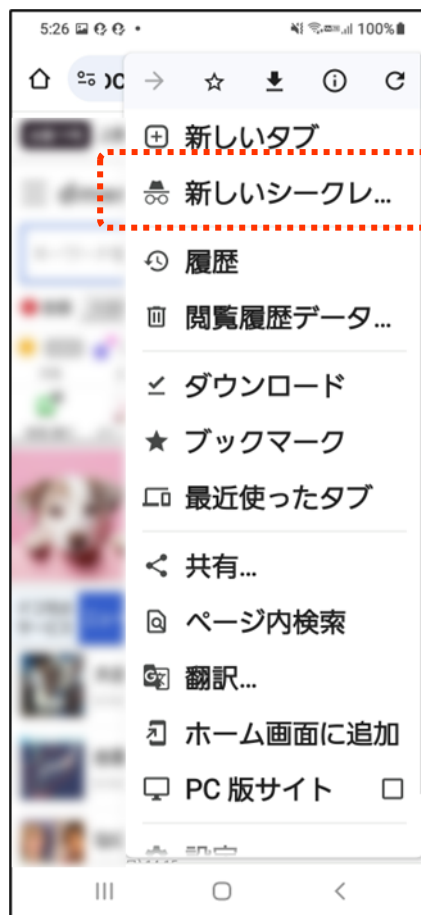 5:26
100%
新しいタブ
新しいシークレ...
履歴
閲覧履歴データ...
ダウンロード
ブックマーク
最近使ったタブ
共有...
ページ内検索
翻訳...
ホーム画面に追加
PC 版サイト
設定